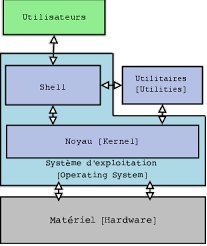 Utilisateurs
Shell
Utilitaires
[Utilities]
Noyau [Kernel]
Système d'exploitation
[Operating System]
Matériel [Hardware]